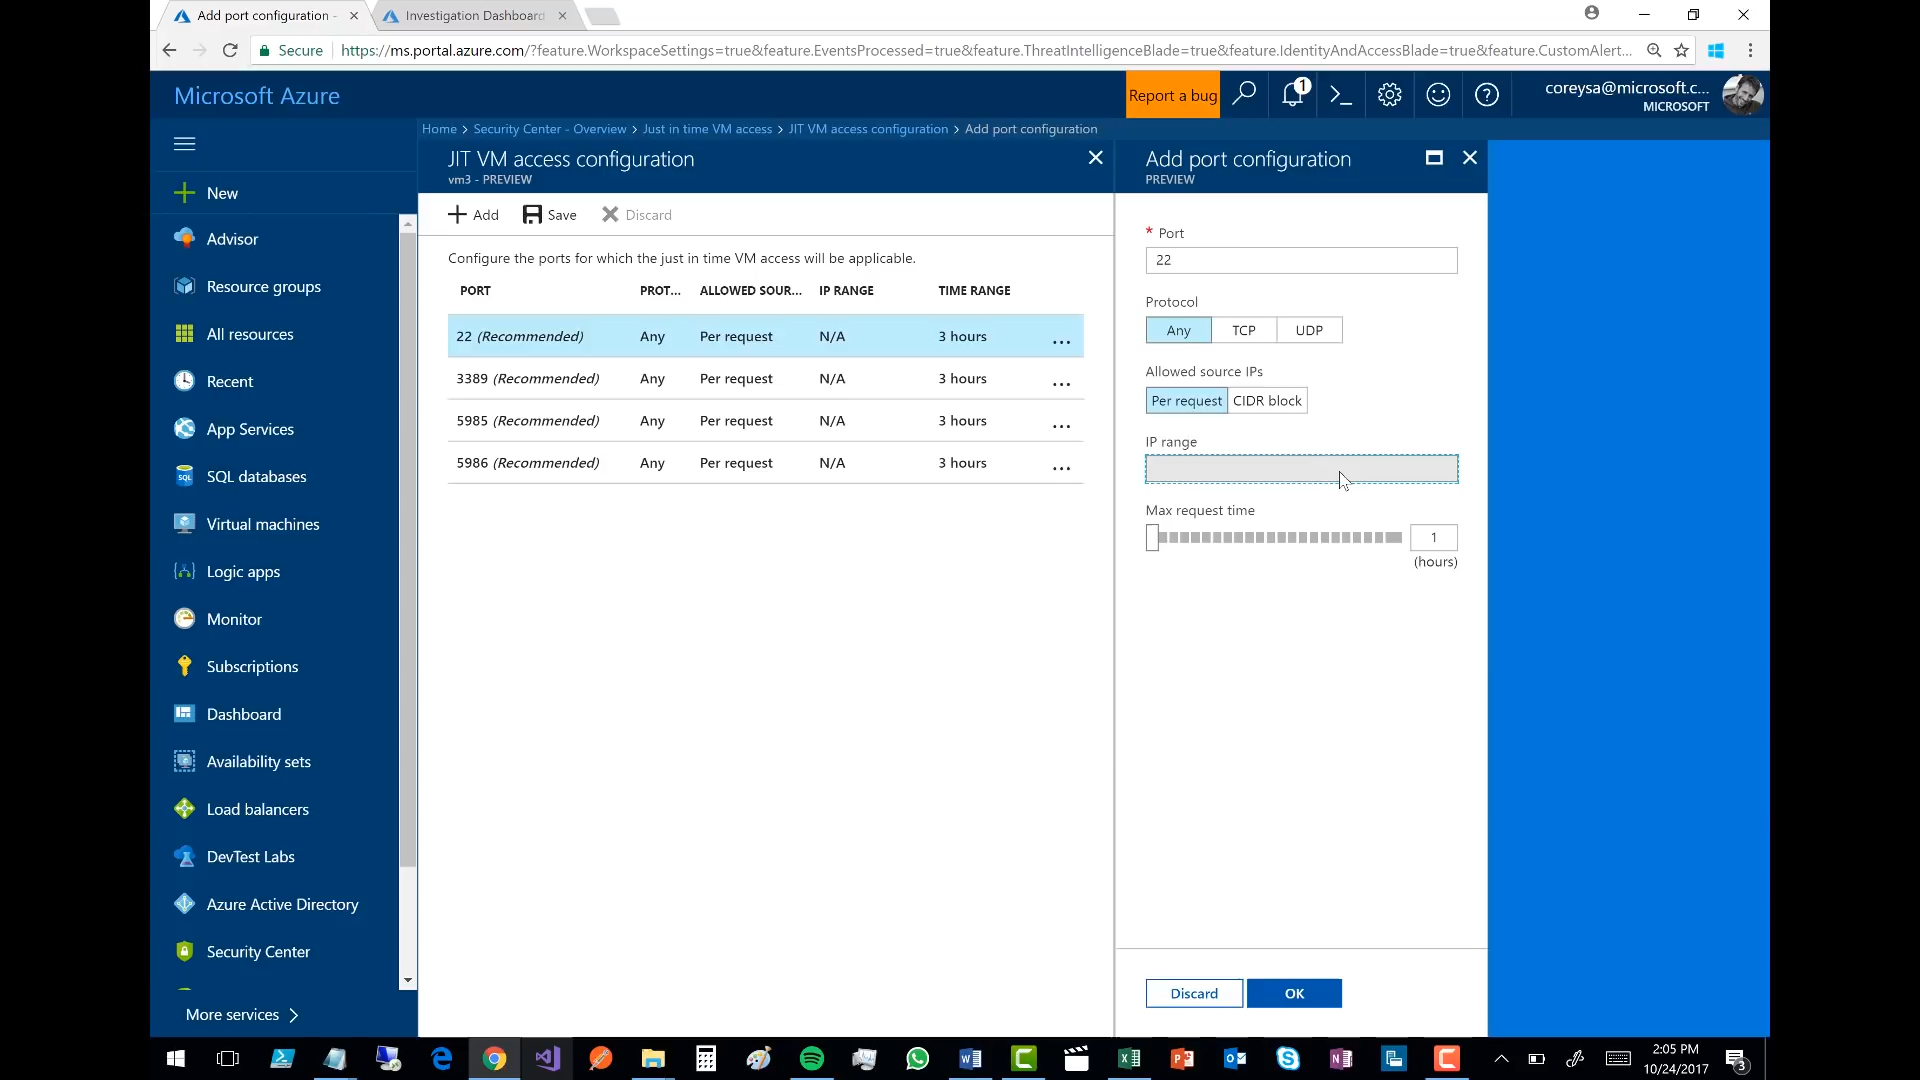 Add port configuration -
Investigation Dashboard
Secure
https://ms.portal.azure.com/?feature.WorkspaceSettings=true&feature.EventsProcessed=true&feature.ThreatIntelligenceBlade=true&feature.IdentityAndAccessBlade=true&feature.CustomAlert...
Microsoft Azure
Report a bug
1
coreysa@microsoft.c...
MICROSOFT
Home > Security Center - Overview > Just in time VM access > JIT VM access configuration > Add port configuration
New
Advisor
Resource groups
All resources
Recent
App Services
SQL databases
Virtual machines
Logic apps
Monitor
Subscriptions
Dashboard
Availability sets
Load balancers
DevTest Labs
Azure Active Directory
Security Center
More services >
JIT VM access configuration
vm3 - PREVIEW
Add Save Discard
Configure the ports for which the just in time VM access will be applicable.
PORT PROT... ALLOWED SOUR... IP RANGE TIME RANGE
22 (Recommended) Any Per request N/A 3 hours ...
3389 (Recommended) Any Per request N/A 3 hours ...
5985 (Recommended) Any Per request N/A 3 hours ...
5986 (Recommended) Any Per request N/A 3 hours ...
Add port configuration
PREVIEW
* Port
22
Protocol
Any TCP UDP
Allowed source IPs
Per request CIDR block
IP range
Max request time
1
(hours)
Discard OK
2:05 PM
10/24/2017
3